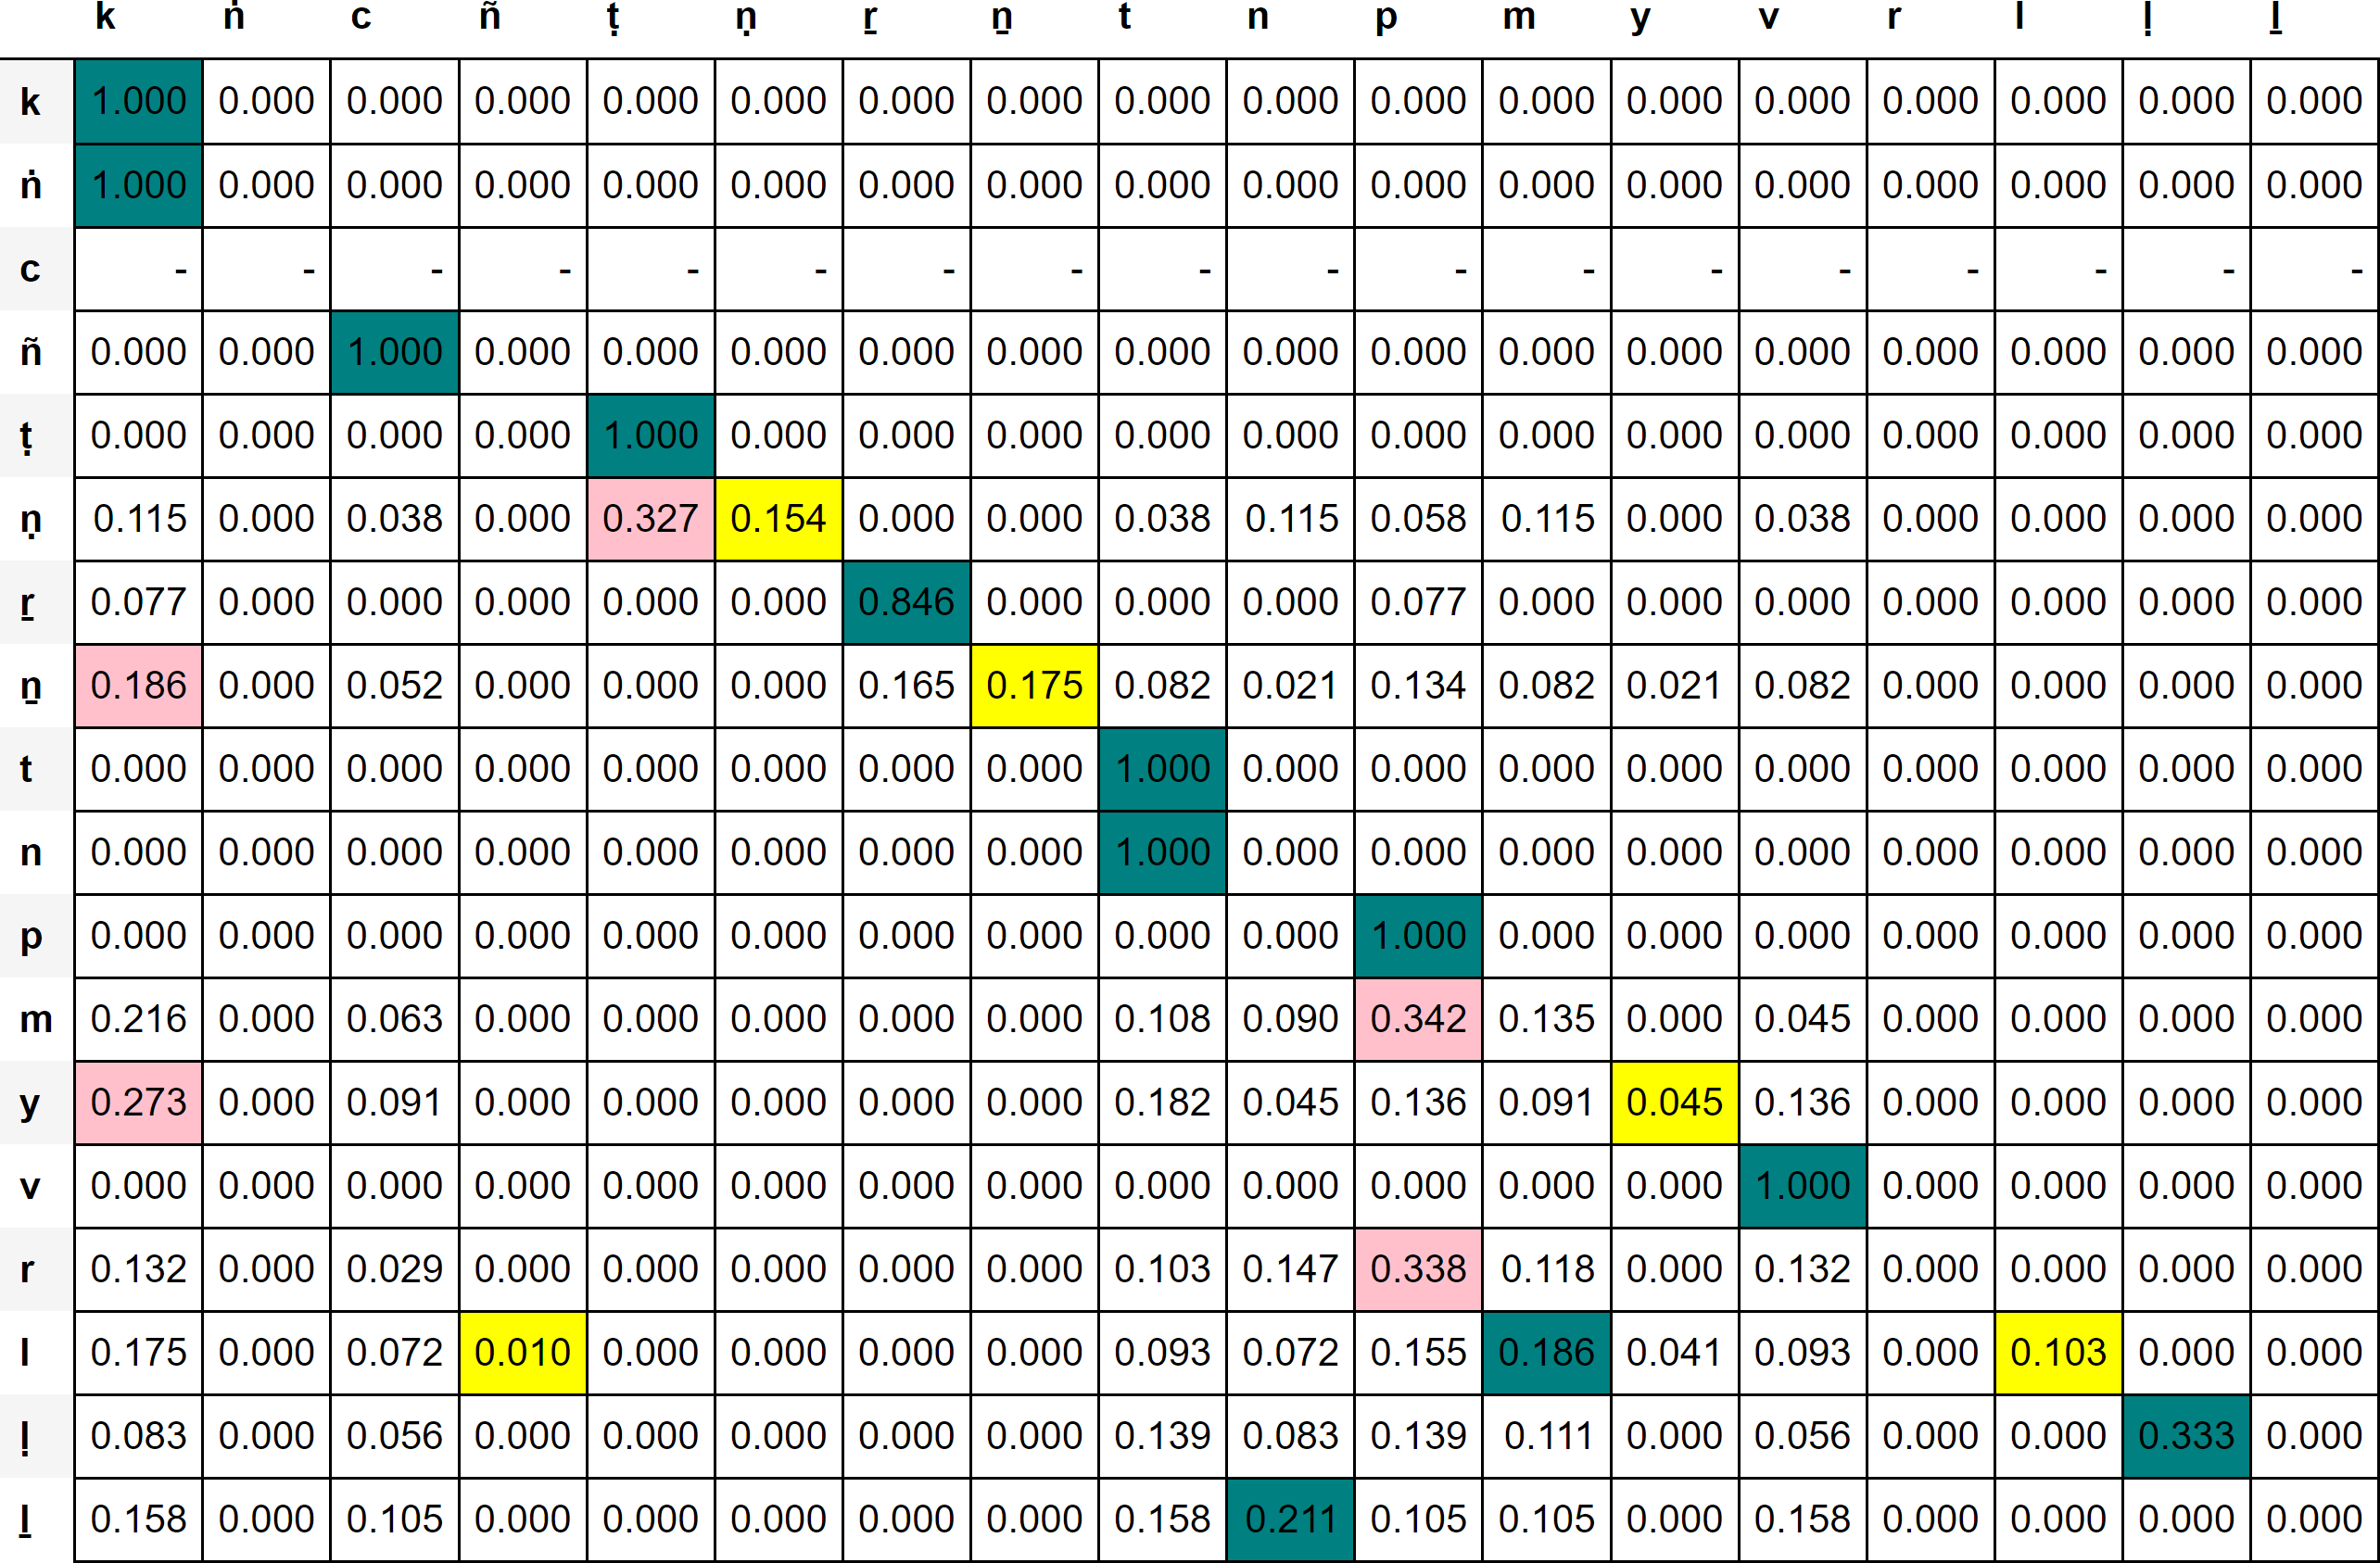 k ṅ c ñ ṭ ṇ ṟ ṉ t n p m y v r l ḷ ḻ
k 1.000 0.000 0.000 0.000 0.000 0.000 0.000 0.000 0.000 0.000 0.000 0.000 0.000 0.000 0.000 0.000 0.000 0.000
ṅ 1.000 0.000 0.000 0.000 0.000 0.000 0.000 0.000 0.000 0.000 0.000 0.000 0.000 0.000 0.000 0.000 0.000 0.000
c - - - - - - - - - - - - - - - - - -
ñ 0.000 0.000 1.000 0.000 0.000 0.000 0.000 0.000 0.000 0.000 0.000 0.000 0.000 0.000 0.000 0.000 0.000 0.000
ṭ 0.000 0.000 0.000 0.000 1.000 0.000 0.000 0.000 0.000 0.000 0.000 0.000 0.000 0.000 0.000 0.000 0.000 0.000
ṇ 0.115 0.000 0.038 0.000 0.327 0.154 0.000 0.000 0.038 0.115 0.058 0.115 0.000 0.038 0.000 0.000 0.000 0.000
ṟ 0.077 0.000 0.000 0.000 0.000 0.000 0.846 0.000 0.000 0.000 0.077 0.000 0.000 0.000 0.000 0.000 0.000 0.000
ṉ 0.186 0.000 0.052 0.000 0.000 0.000 0.165 0.175 0.082 0.021 0.134 0.082 0.021 0.082 0.000 0.000 0.000 0.000
t 0.000 0.000 0.000 0.000 0.000 0.000 0.000 0.000 1.000 0.000 0.000 0.000 0.000 0.000 0.000 0.000 0.000 0.000
n 0.000 0.000 0.000 0.000 0.000 0.000 0.000 0.000 1.000 0.000 0.000 0.000 0.000 0.000 0.000 0.000 0.000 0.000
p 0.000 0.000 0.000 0.000 0.000 0.000 0.000 0.000 0.000 0.000 1.000 0.000 0.000 0.000 0.000 0.000 0.000 0.000
m 0.216 0.000 0.063 0.000 0.000 0.000 0.000 0.000 0.108 0.090 0.342 0.135 0.000 0.045 0.000 0.000 0.000 0.000
y 0.273 0.000 0.091 0.000 0.000 0.000 0.000 0.000 0.182 0.045 0.136 0.091 0.045 0.136 0.000 0.000 0.000 0.000
v 0.000 0.000 0.000 0.000 0.000 0.000 0.000 0.000 0.000 0.000 0.000 0.000 0.000 1.000 0.000 0.000 0.000 0.000
r 0.132 0.000 0.029 0.000 0.000 0.000 0.000 0.000 0.103 0.147 0.338 0.118 0.000 0.132 0.000 0.000 0.000 0.000
l 0.175 0.000 0.072 0.010 0.000 0.000 0.000 0.000 0.093 0.072 0.155 0.186 0.041 0.093 0.000 0.103 0.000 0.000
ḷ 0.083 0.000 0.056 0.000 0.000 0.000 0.000 0.000 0.139 0.083 0.139 0.111 0.000 0.056 0.000 0.000 0.333 0.000
ḻ 0.158 0.000 0.105 0.000 0.000 0.000 0.000 0.000 0.158 0.211 0.105 0.105 0.000 0.158 0.000 0.000 0.000 0.000